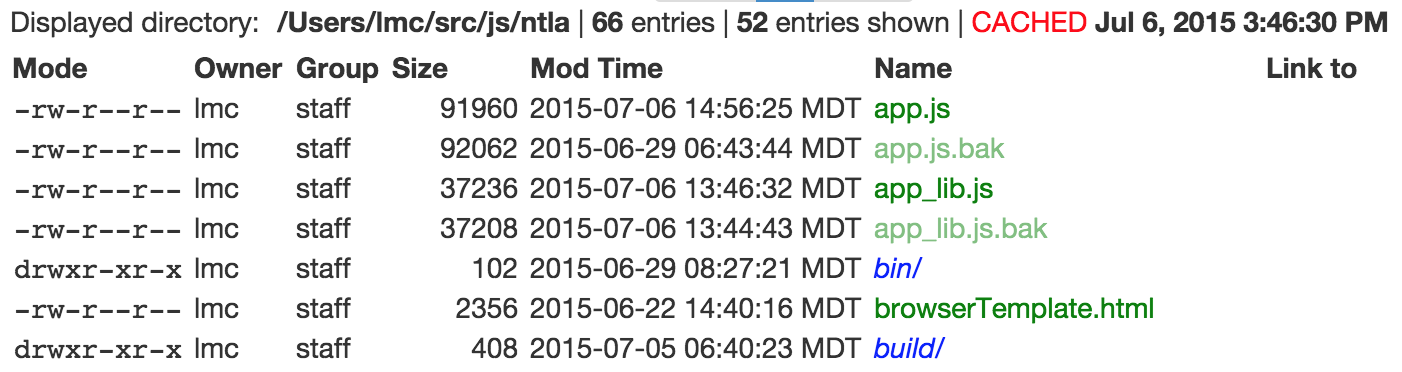 Displayed directory: /Users/lmc/src/js/ntla | 66 entries | 52 entries shown | CACHED Jul 6, 2015 3:46:30 PM
Mode Owner Group Size Mod Time Name Link to
-rw-r--r-- lmc staff 91960 2015-07-06 14:56:25 MDT app.js
-rw-r--r-- lmc staff 92062 2015-06-29 06:43:44 MDT app.js.bak
-rw-r--r-- lmc staff 37236 2015-07-06 13:46:32 MDT app_lib.js
-rw-r--r-- lmc staff 37208 2015-07-06 13:44:43 MDT app_lib.js.bak
drwxr-xr-x lmc staff 102 2015-06-29 08:27:21 MDT bin/
-rw-r--r-- lmc staff 2356 2015-06-22 14:40:16 MDT browserTemplate.html
drwxr-xr-x lmc staff 408 2015-07-05 06:40:23 MDT build/